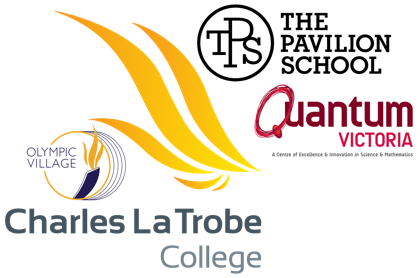 TPS
THE
PAVILION
SCHOOL
Quantum
VICTORIA
A Centre of Excellence & Innovation in Science & Mathematics
OLYMPIC
VILLAGE
Charles La Trobe
College